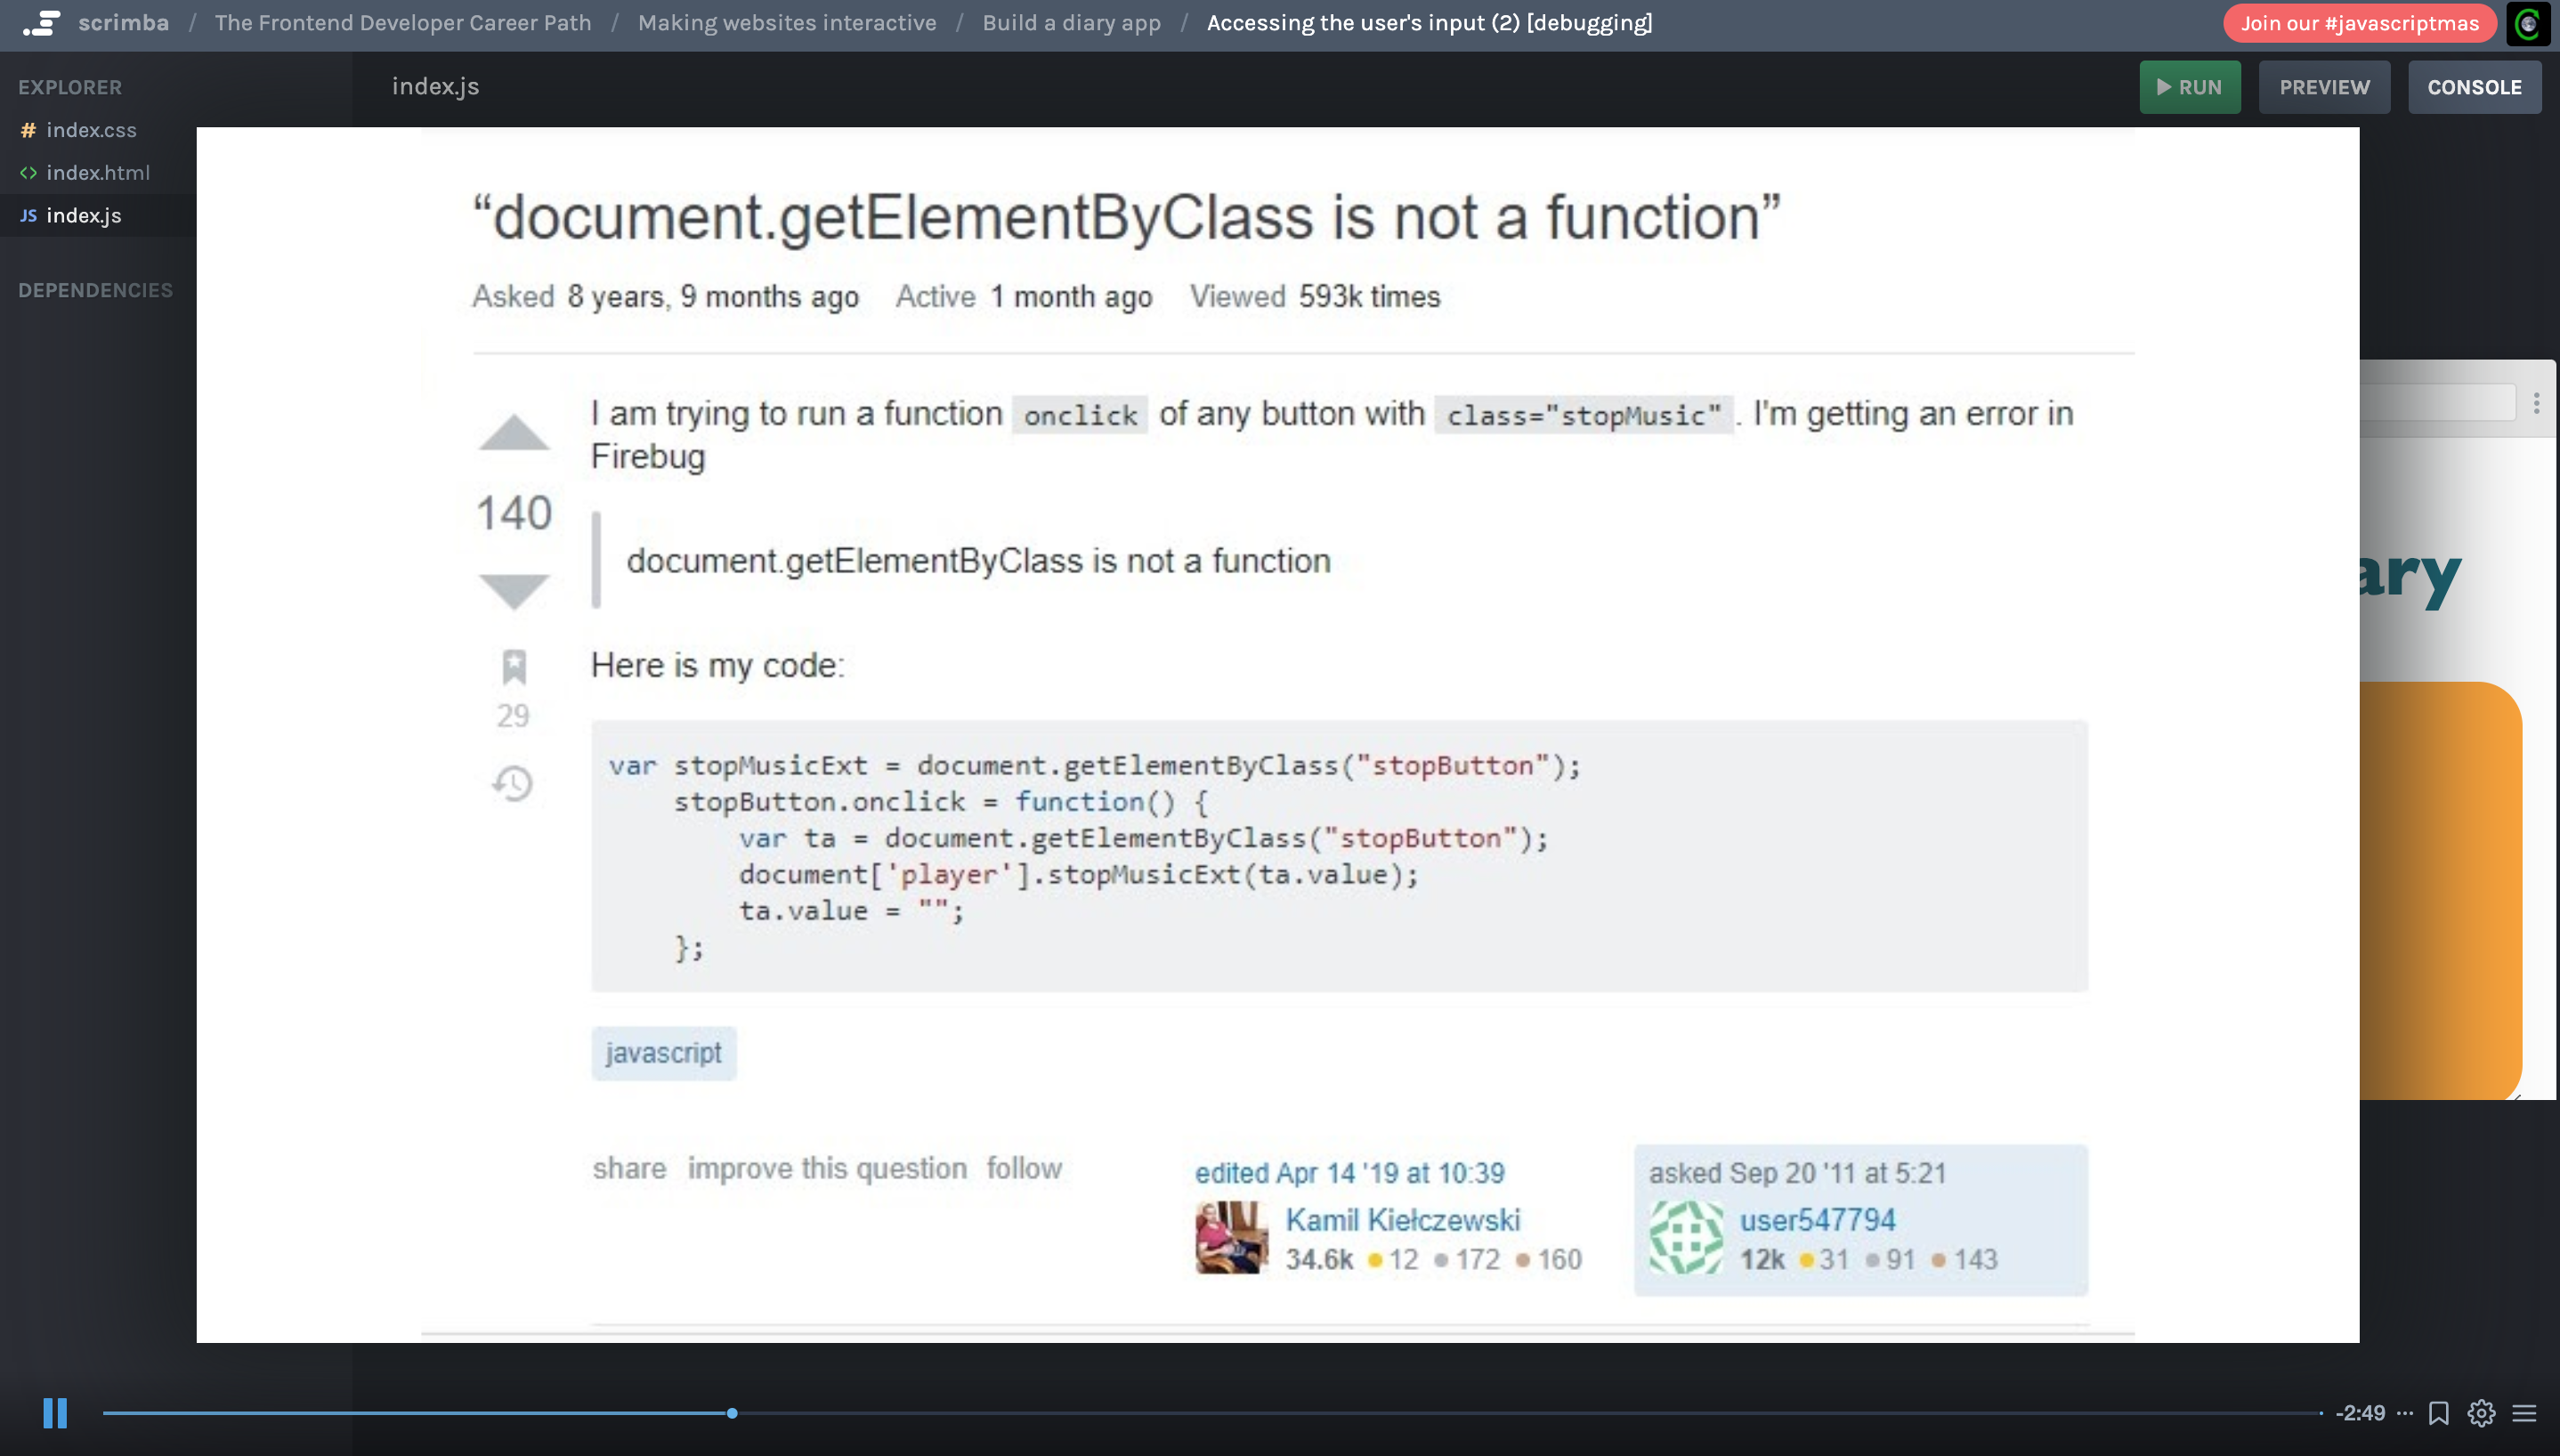 scrimba / The Frontend Developer Career Path / Making websites interactive / Build a diary app / Accessing the user's input (2) [debugging]
Join our #javascriptmas
EXPLORER
index.js
RUN
PREVIEW
CONSOLE
# index.css
<> index.html
JS index.js
DEPENDENCIES
“document.getElementByClass is not a function”
Asked 8 years, 9 months ago Active 1 month ago Viewed 593k times
I am trying to run a function onclick of any button with class="stopMusic". I'm getting an error in
Firebug
140
document.getElementByClass is not a function
Here is my code:
29
var stopMusicExt = document.getElementByClass("stopButton");
stopButton.onclick = function() {
var ta = document.getElementByClass("stopButton");
document['player'].stopMusicExt(ta.value);
ta.value = "";
};
javascript
share improve this question follow
edited Apr 14 '19 at 10:39
Kamil Kiełczewski
34.6k 12 172 160
asked Sep 20 '11 at 5:21
user547794
12k 31 91 143
ary
-2:49